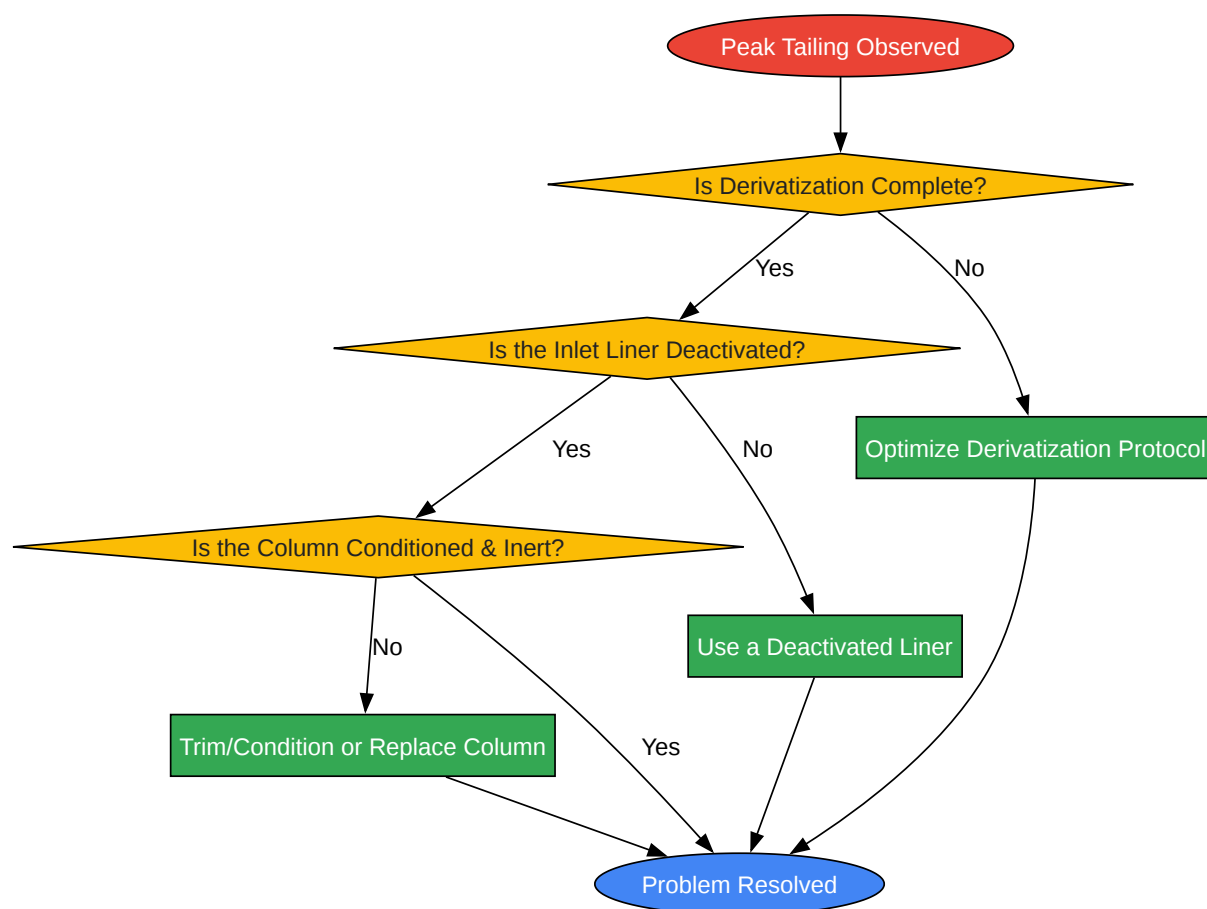 Peak Tailing Observed
Is Derivatization Complete?
Yes
No
Is the Inlet Liner Deactivated?
Yes
No
Optimize Derivatization Protocol
Is the Column Conditioned & Inert?
No
Use a Deactivated Liner
Trim/Condition or Replace Column
Yes
Problem Resolved